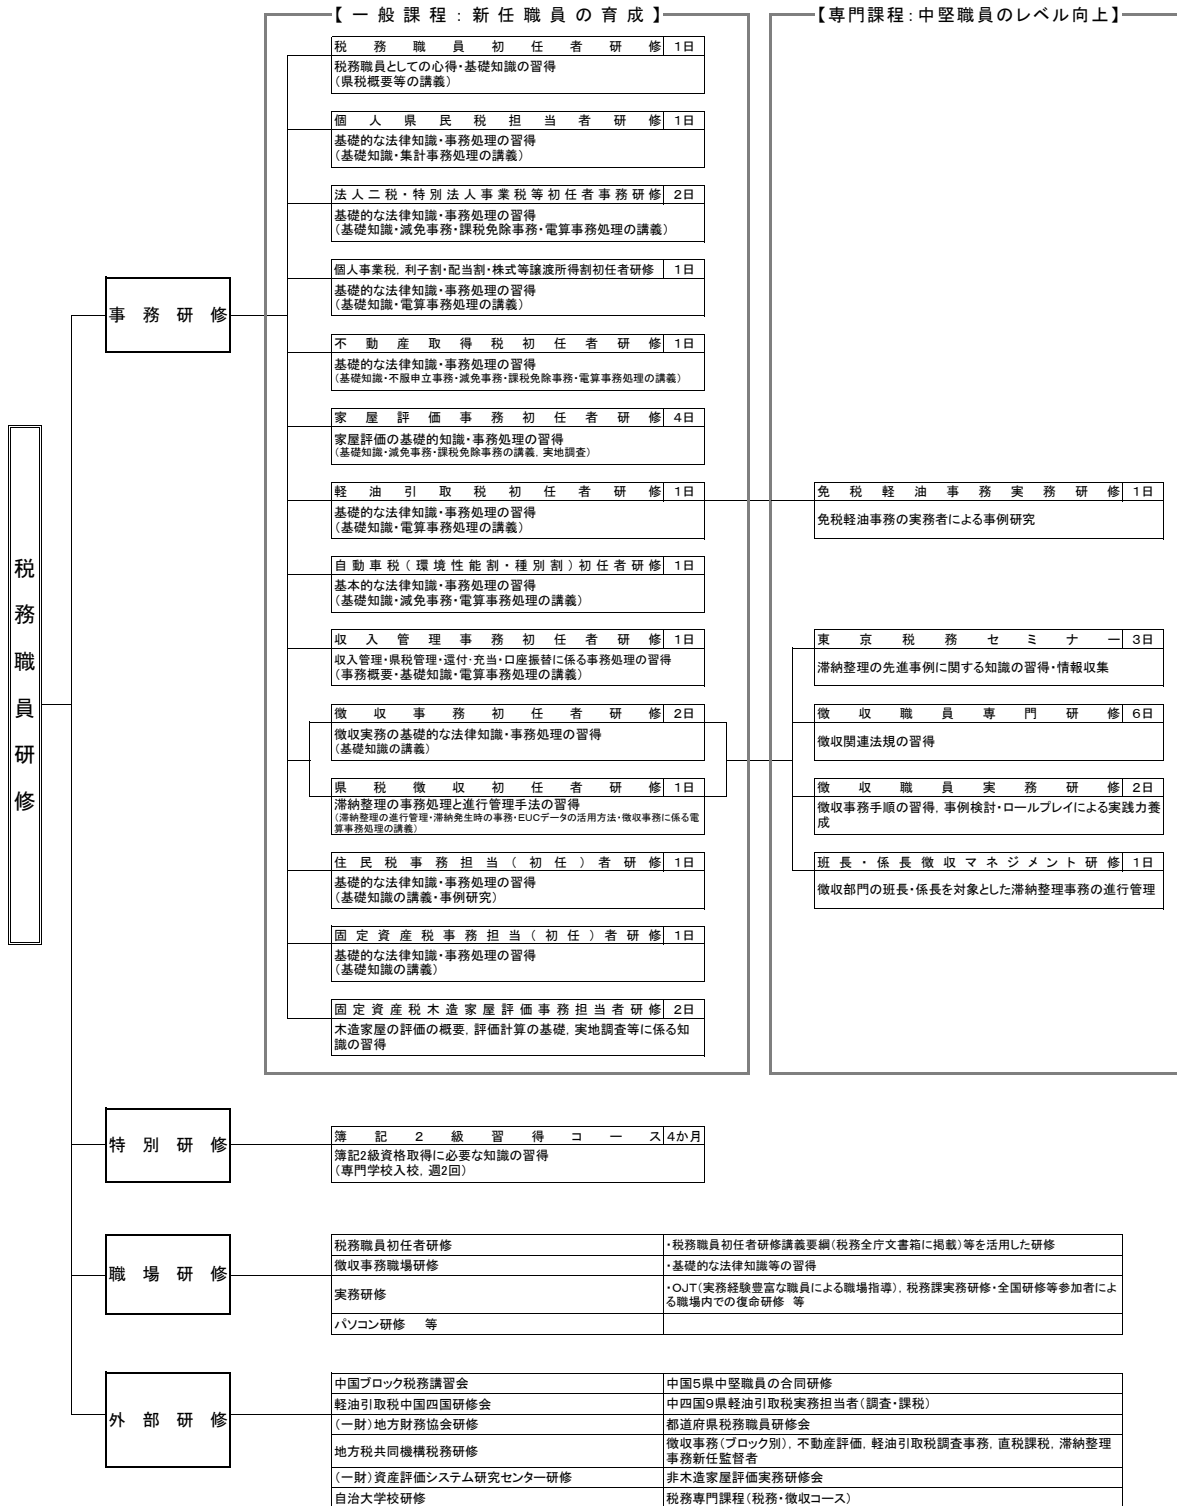 【一般課程：新任職員の育成】
【専門課程：中堅職員のレベル向上】
税務職員研修
事務研修
税務職員初任者研修 1日
税務職員としての心得・基礎知識の習得
（県税概要等の講義）
個人県民税担当者研修 1日
基礎的な法律知識・事務処理の習得
（基礎知識・集計事務処理の講義）
法人二税・特別法人事業税等初任者事務研修 2日
基礎的な法律知識・事務処理の習得
（基礎知識・減免事務・課税免除事務・電算事務処理の講義）
個人事業税，利子割・配当割・株式等譲渡所得割初任者研修 1日
基礎的な法律知識・事務処理の習得
（基礎知識・電算事務処理の講義）
不動産取得税初任者研修 1日
基礎的な法律知識・事務処理の習得
（基礎知識・不服申立事務・減免事務・課税免除事務・電算事務処理の講義）
家屋評価事務初任者研修 4日
家屋評価の基礎的知識・事務処理の習得
（基礎知識・減免事務・課税免除事務の講義，実地調査）
軽油引取税初任者研修 1日
基礎的な法律知識・事務処理の習得
（基礎知識・電算事務処理の講義）
免税軽油事務実務研修 1日
免税軽油事務の実務者による事例研究
自動車税（環境性能割・種別割）初任者研修 1日
基本的な法律知識・事務処理の習得
（基礎知識・減免事務・電算事務処理の講義）
収入管理事務初任者研修 1日
収入管理・県税管理・還付・充当・口座振替に係る事務処理の習得
（事務概要・基礎知識・電算事務処理の講義）
徴収事務初任者研修 2日
徴収実務の基礎的な法律知識・事務処理の習得
（基礎知識の講義）
県税徴収初任者研修 1日
滞納整理の事務処理と進行管理手法の習得
（滞納整理の進行管理・滞納発生時の事務・EUCデータの活用方法・徴収事務に係る電
算事務処理の講義）
住民税事務担当（初任）者研修 1日
基礎的な法律知識・事務処理の習得
（基礎知識の講義・事例研究）
固定資産税事務担当（初任）者研修 1日
基礎的な法律知識・事務処理の習得
（基礎知識の講義）
固定資産税木造家屋評価事務担当者研修 2日
木造家屋の評価の概要，評価計算の基礎，実地調査等に係る知
識の習得
東京税務セミナー 3日
滞納整理の先進事例に関する知識の習得・情報収集
徴収職員専門研修 6日
徴収関連法規の習得
徴収職員実務研修 2日
徴収事務手順の習得，事例検討・ロールプレイによる実践力養
成
班長・係長徴収マネジメント研修 1日
徴収部門の班長・係長を対象とした滞納整理事務の進行管理
特別研修
簿記2級習得コース 4か月
簿記2級資格取得に必要な知識の習得
（専門学校入校，週2回）
職場研修
税務職員初任者研修 ・税務職員初任者研修講義要綱（税務全庁文書箱に掲載）等を活用した研修
徴収事務職場研修 ・基礎的な法律知識等の習得
実務研修 ・OJT（実務経験豊富な職員による職場指導），税務課実務研修・全国研修等参加者によ
る職場内での復命研修　等
パソコン研修　等
外部研修
中国ブロック税務講習会 中国5県中堅職員の合同研修
軽油引取税中国四国研修会 中四国9県軽油引取税実務担当者（調査・課税）
（一財）地方財務協会研修 都道府県税務職員研修会
地方税共同機構税務研修 徴収事務（ブロック別），不動産評価，軽油引取税調査事務，直税課税，滞納整理
事務新任監督者
（一財）資産評価システム研究センター研修 非木造家屋評価実務研修会
自治大学校研修 税務専門課程（税務・徴収コース）